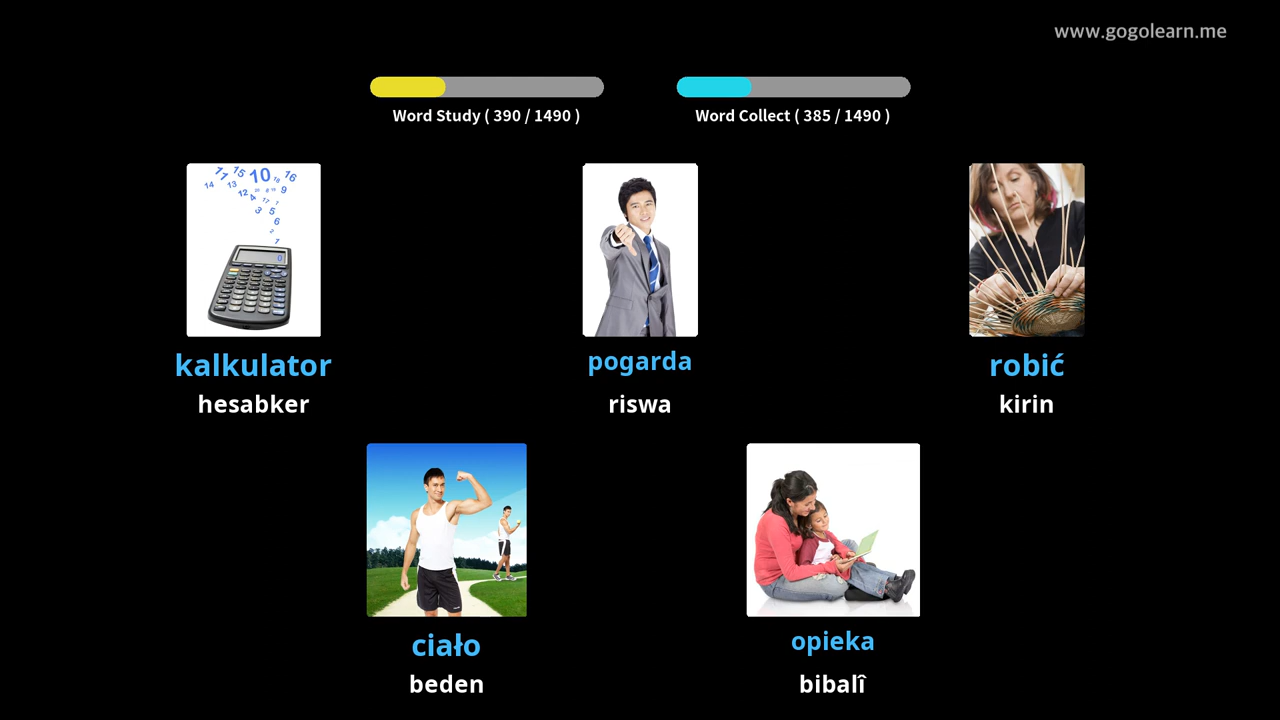 www.gogolearn.me
Word Study ( 390 / 1490 )
Word Collect ( 385 / 1490 )
kalkulator
hesabker
pogarda
riswa
robić
kirin
ciało
beden
opieka
bibalî